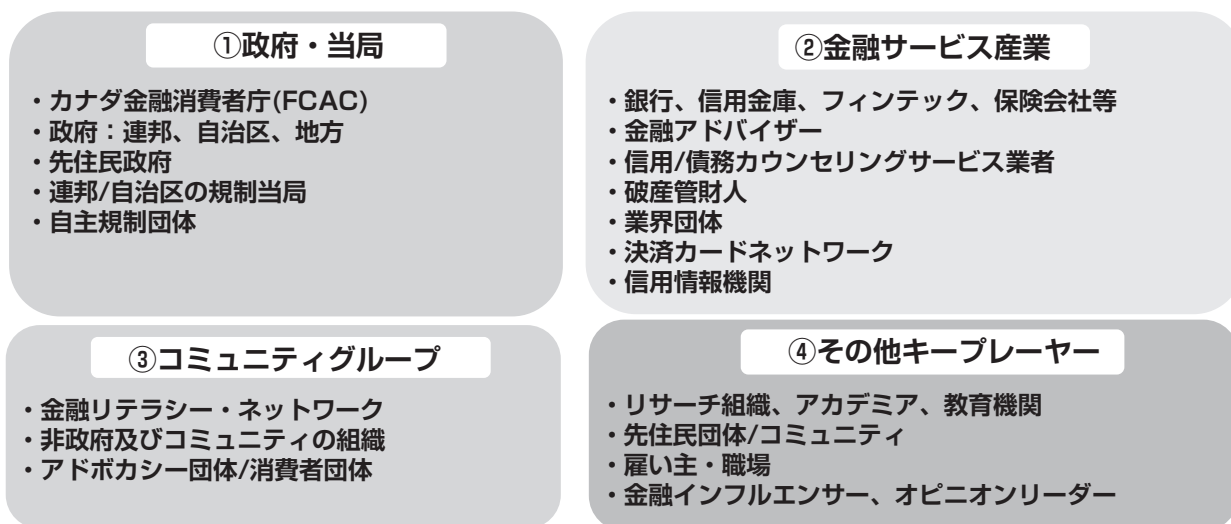 ①政府・当局
・カナダ金融消費者庁(FCAC)
・政府：連邦、自治区、地方
・先住民政府
・連邦/自治区の規制当局
・自主規制団体
②金融サービス産業
・銀行、信用金庫、フィンテック、保険会社等
・金融アドバイザー
・信用/債務カウンセリングサービス業者
・破産管財人
・業界団体
・決済カードネットワーク
・信用情報機関
③コミュニティグループ
・金融リテラシー・ネットワーク
・非政府及びコミュニティの組織
・アドボカシー団体/消費者団体
④その他キープレーヤー
・リサーチ組織、アカデミア、教育機関
・先住民団体/コミュニティ
・雇い主・職場
・金融インフルエンサー、オピニオンリーダー